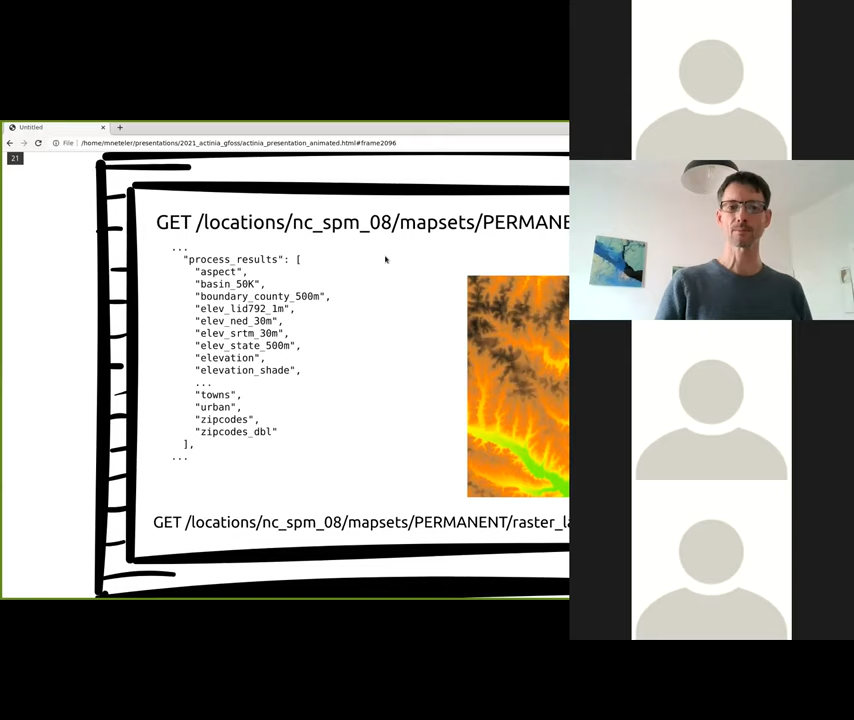 Untitled
File
/home/mneteler/presentations/2021_actinia_gfoss/actinia_presentation_animated.html#frame2096
21
GET /locations/nc_spm_08/mapsets/PERMANE
...
"process_results": [
"aspect",
"basin_50K",
"boundary_county_500m",
"elev_lid792_1m",
"elev_ned_30m",
"elev_srtm_30m",
"elev_state_500m",
"elevation",
"elevation_shade",
...
"towns",
"urban",
"zipcodes",
"zipcodes_dbl"
],
...
GET /locations/nc_spm_08/mapsets/PERMANENT/raster_la